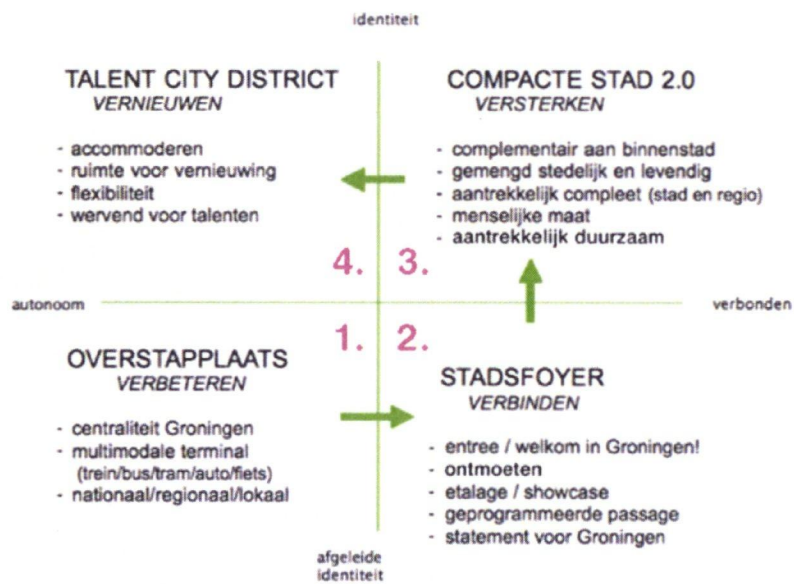 identiteit
TALENT CITY DISTRICT
VERNIEUWEN
- accommoderen
- ruimte voor vernieuwing
- flexibiliteit
- wervend voor talenten
4.
COMPACTE STAD 2.0
VERSTERKEN
- complementair aan binnenstad
- gemengd stedelijk en levendig
- aantrekkelijk compleet (stad en regio)
- menselijke maat
- aantrekkelijk duurzaam
3.
autonoom
verbonden
1.
OVERSTAPPLAATS
VERBETEREN
- centraliteit Groningen
- multimodale terminal
(trein/bus/tram/auto/fiets)
- nationaal/regionaal/lokaal
2.
STADSFOYER
VERBINDEN
- entree / welkom in Groningen!
- ontmoeten
- etalage / showcase
- geprogrammeerde passage
- statement voor Groningen
afgeleide
identiteit